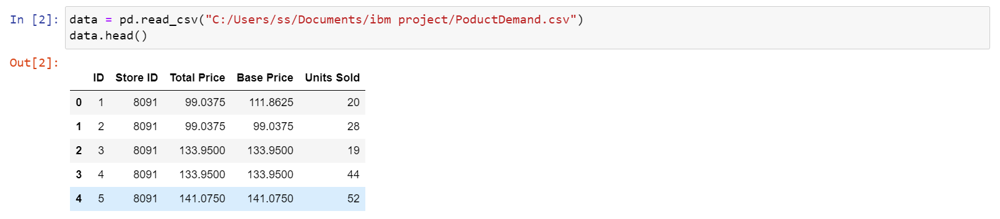 In [2]: data = pd.read_csv("C:/Users/ss/Documents/ibm project/PoductDemand.csv")
data.head()
Out[2]:
ID Store ID Total Price Base Price Units Sold
0 1 8091 99.0375 111.8625 20
1 2 8091 99.0375 99.0375 28
2 3 8091 133.9500 133.9500 19
3 4 8091 133.9500 133.9500 44
4 5 8091 141.0750 141.0750 52